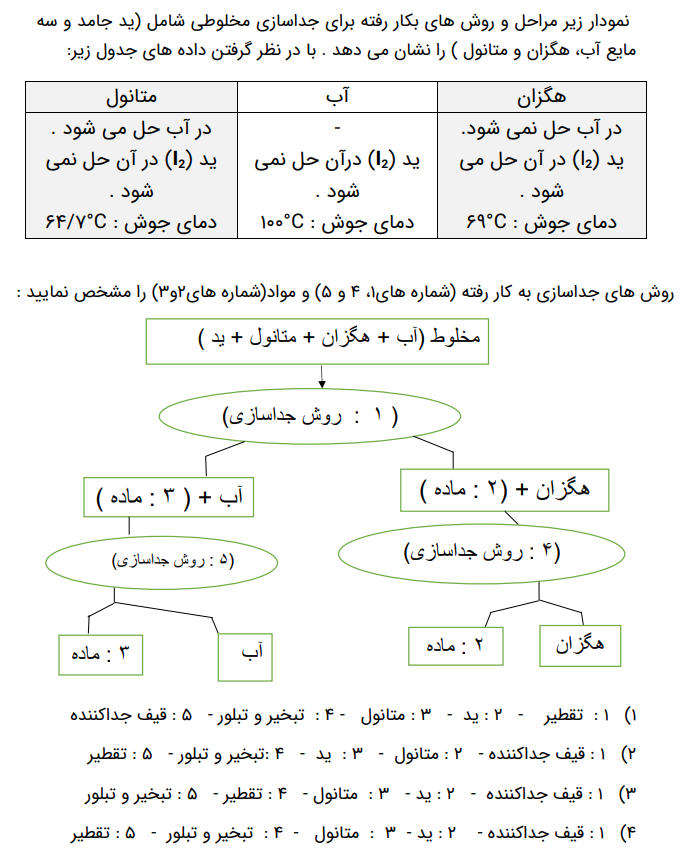 نمودار زیر مراحل و روش های بکار رفته برای جداسازی مخلوطی شامل (ید جامد و سه
مایع آب، هگزان و متانول ) را نشان می دهد . با در نظر گرفتن داده های جدول زیر:
هگزان
آب
متانول
در آب حل نمی شود.
-
در آب حل می شود .
ید (I₂) در آن حل می
ید (I₂) درآن حل نمی
ید (I₂) در آن حل نمی
شود .
شود .
شود .
دمای جوش : ۶۹°C
دمای جوش : ۱۰۰°C
دمای جوش : ۶۴/۷°C
روش های جداسازی به کار رفته (شماره های۱، ۴ و ۵) و مواد(شماره های۲و۳) را مشخص نمایید :
مخلوط (آب + هگزان + متانول + ید )
( ۱ : روش جداسازی)
هگزان + (۲ : ماده )
آب + ( ۳ : ماده )
(۴ : روش جداسازی)
(۵ : روش جداسازی)
هگزان
۲ : ماده
آب
۳ : ماده
۱) ۱ : تقطیر - ۲ : ید - ۳ : متانول - ۴ : تبخیر و تبلور - ۵ : قیف جداکننده
۲) ۱ : قیف جداکننده - ۲ : متانول - ۳ : ید - ۴ :تبخیر و تبلور - ۵ : تقطیر
۳) ۱ : قیف جداکننده - ۲ : ید - ۳ : متانول - ۴ : تقطیر - ۵ : تبخیر و تبلور
۴) ۱ : قیف جداکننده - ۲ : ید - ۳ : متانول - ۴ : تبخیر و تبلور - ۵ : تقطیر